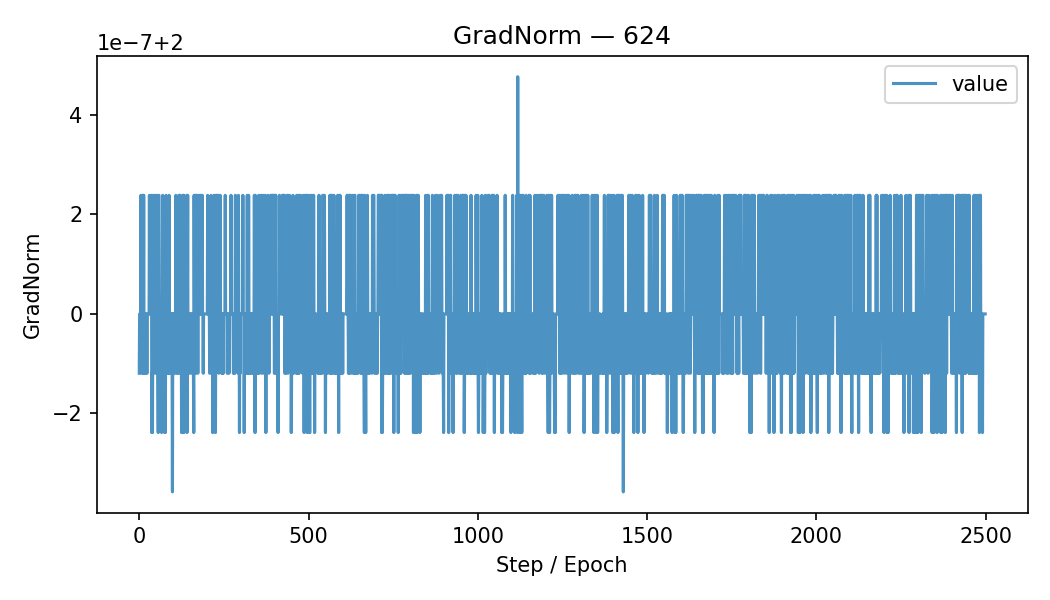 GradNorm — 624
1e−7+2
value
4
2
0
−2
GradNorm
0 500 1000 1500 2000 2500
Step / Epoch